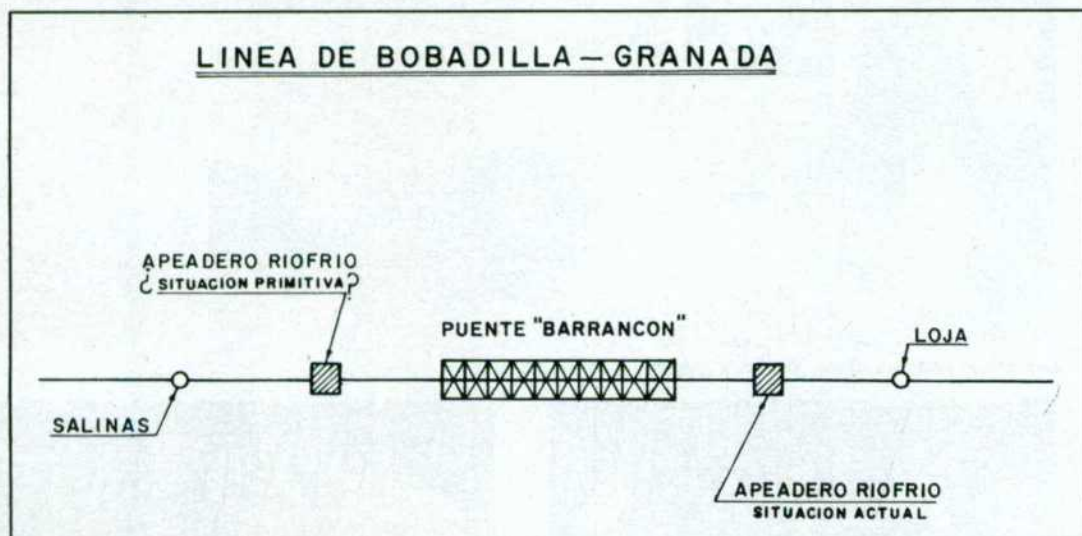 LINEA DE BOBADILLA — GRANADA
APEADERO RIOFRIO
¿SITUACION PRIMITIVA?
PUENTE "BARRANCON"
LOJA
SALINAS
APEADERO RIOFRIO
SITUACION ACTUAL